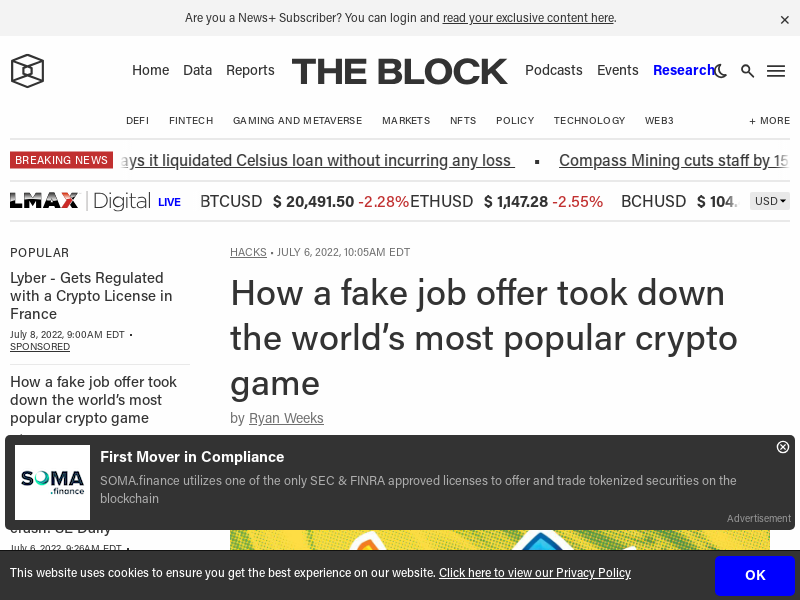 Are you a News+ Subscriber? You can login and read your exclusive content here.
Home Data Reports THE BLOCK Podcasts Events Research
DEFI FINTECH GAMING AND METAVERSE MARKETS NFTS POLICY TECHNOLOGY WEB3 + MORE
BREAKING NEWS ays it liquidated Celsius loan without incurring any loss ▪ Compass Mining cuts staff by 15
LMAX Digital LIVE BTCUSD $ 20,491.50 -2.28% ETHUSD $ 1,147.28 -2.55% BCHUSD $ 104. USD
POPULAR
Lyber - Gets Regulated
with a Crypto License in
France
July 8, 2022, 9:00AM EDT •
SPONSORED
How a fake job offer took
down the world's most
popular crypto game
HACKS • JULY 6, 2022, 10:05AM EDT
How a fake job offer took down
the world's most popular crypto
game
by Ryan Weeks
SOMA
.finance
First Mover in Compliance
SOMA.finance utilizes one of the only SEC & FINRA approved licenses to offer and trade tokenized securities on the
blockchain
Advertisement
July 6, 2022, 9:26AM EDT •
This website uses cookies to ensure you get the best experience on our website. Click here to view our Privacy Policy
OK